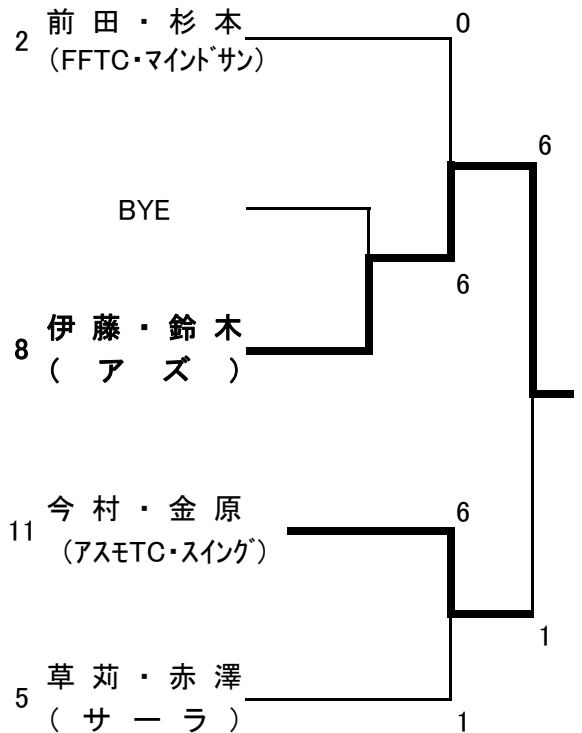 2 前田・杉本 0
(FFTC・マインドサン)
6
BYE
6
8 伊藤・鈴木
(アズ)
11 今村・金原 6
(アスモTC・スイング)
1
5 草苅・赤澤
(サーラ) 1